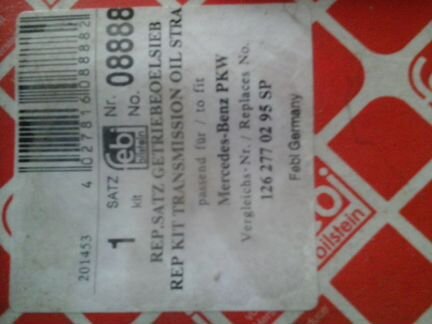 4 027816 088882
201453
1 SATZ kit
febi bilstein
Nr. No. 08888
REP.SATZ GETRIEBEOELSIEB
REP KIT TRANSMISSION OIL STRA
passend für / to fit
Mercedes-Benz PKW
Vergleichs-Nr. / Replaces No.
126 277 02 95 SP
Febi Germany
bilstein